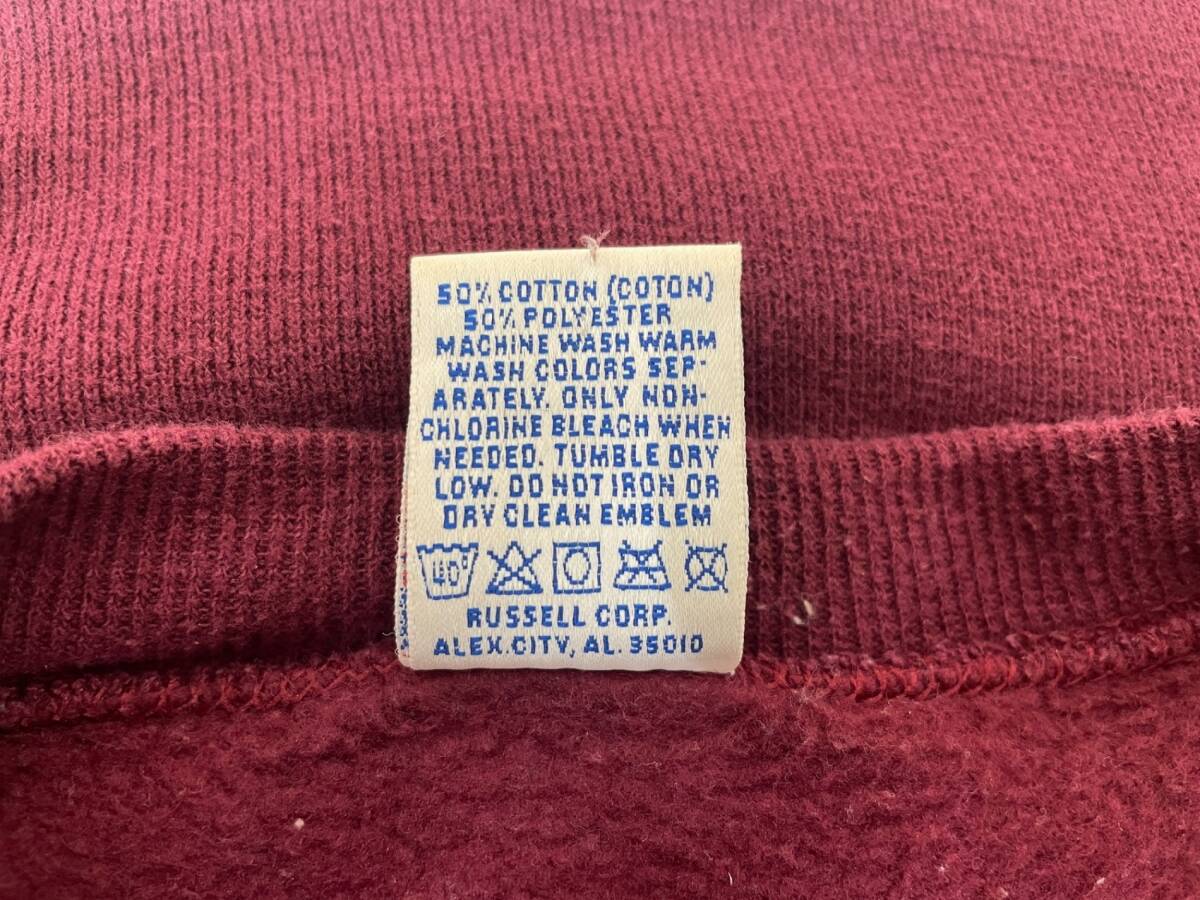 50% COTTON (COTON)
50% POLYESTER
MACHINE WASH WARM
WASH COLORS SEP-
ARATELY. ONLY NON-
CHLORINE BLEACH WHEN
NEEDED. TUMBLE DRY
LOW. DO NOT IRON OR
DRY CLEAN EMBLEM
40°
RUSSELL CORP.
ALEX.CITY, AL. 35010